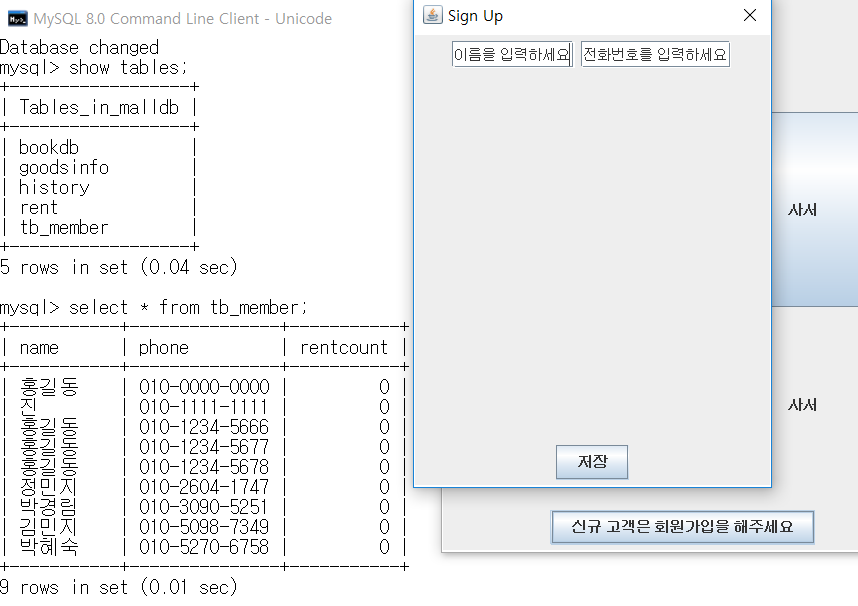 MySQL 8.0 Command Line Client - Unicode
Database changed
mysql> show tables;
+-------------------+
| Tables_in_malldb |
+-------------------+
| bookdb |
| goodsinfo |
| history |
| rent |
| tb_member |
+-------------------+
5 rows in set (0.04 sec)
mysql> select * from tb_member;
+-----------+---------------+-----------+
| name | phone | rentcount |
+-----------+---------------+-----------+
| 홍길동 | 010-0000-0000 | 0 |
| 진 | 010-1111-1111 | 0 |
| 홍길동 | 010-1234-5666 | 0 |
| 홍길동 | 010-1234-5677 | 0 |
| 홍길동 | 010-1234-5678 | 0 |
| 정민지 | 010-2604-1747 | 0 |
| 박경림 | 010-3090-5251 | 0 |
| 김민지 | 010-5098-7349 | 0 |
| 박혜숙 | 010-5270-6758 | 0 |
+-----------+---------------+-----------+
9 rows in set (0.01 sec)
Sign Up
이름을 입력하세요 전화번호를 입력하세요
저장
사서
사서
신규 고객은 회원가입을 해주세요